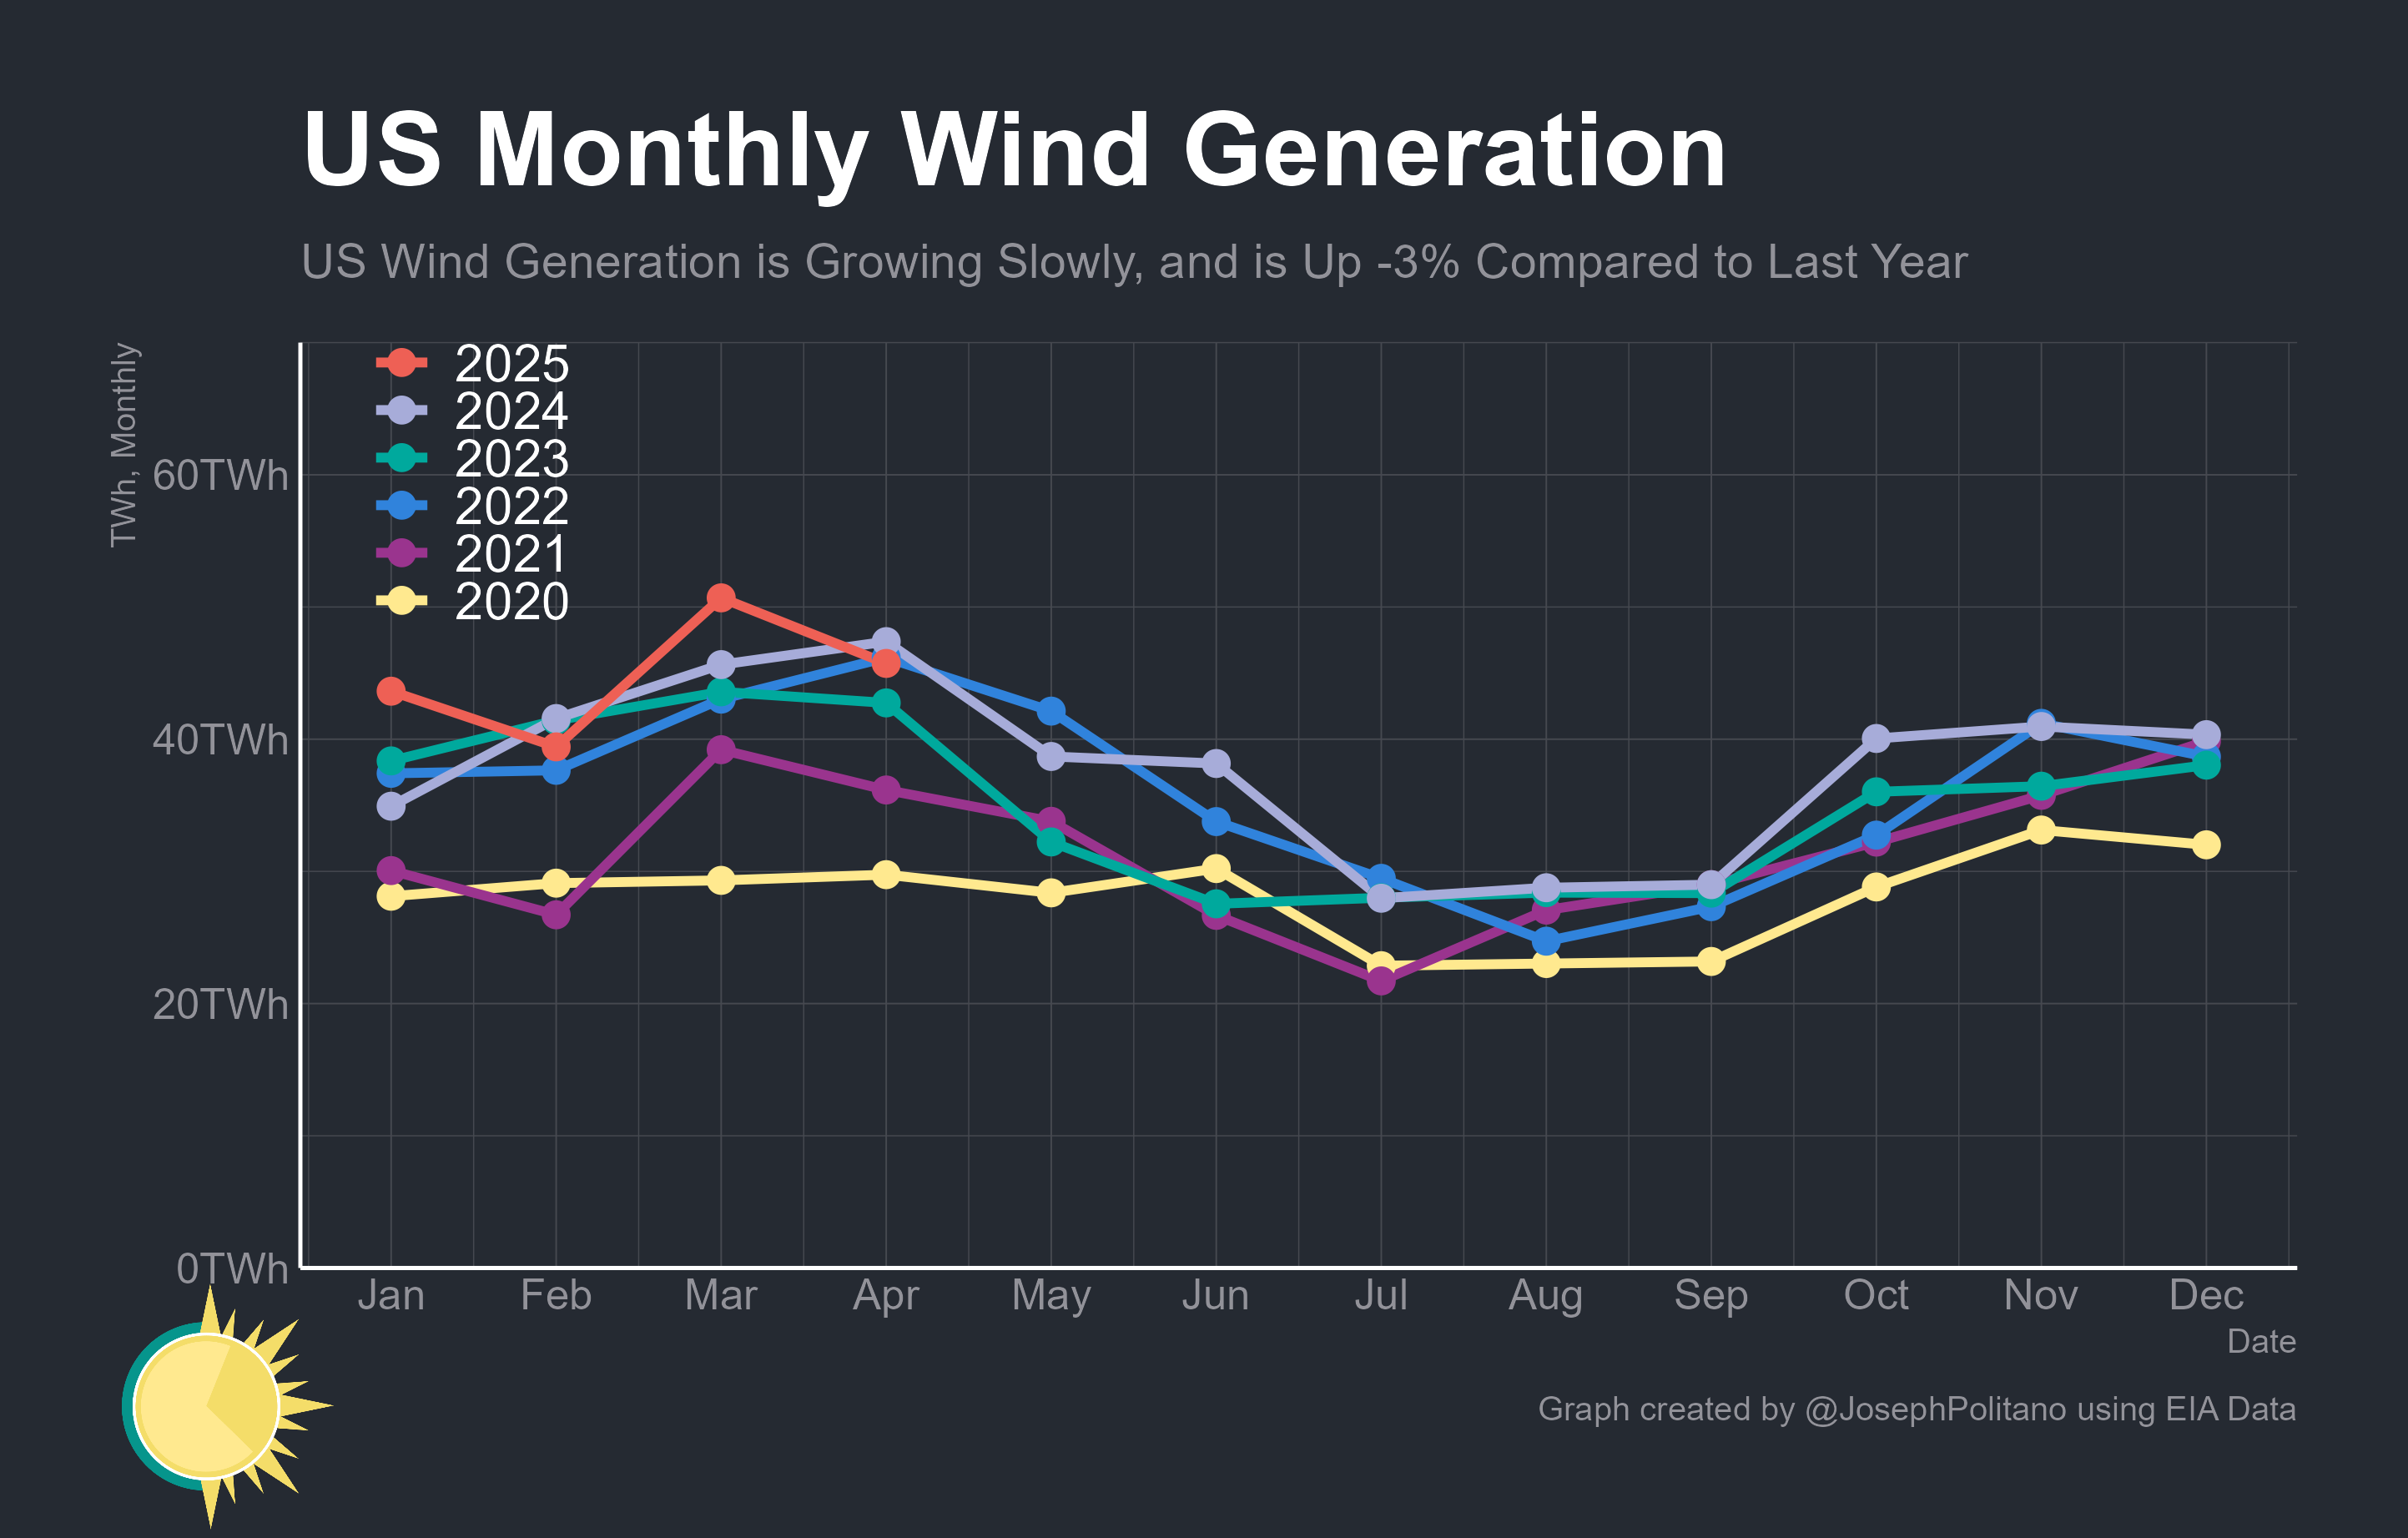 US Monthly Wind Generation
US Wind Generation is Growing Slowly, and is Up -3% Compared to Last Year
TWh, Monthly
2025
2024
2023
2022
2021
2020
60TWh
40TWh
20TWh
0TWh
Jan Feb Mar Apr May Jun Jul Aug Sep Oct Nov Dec
Date
Graph created by @JosephPolitano using EIA Data